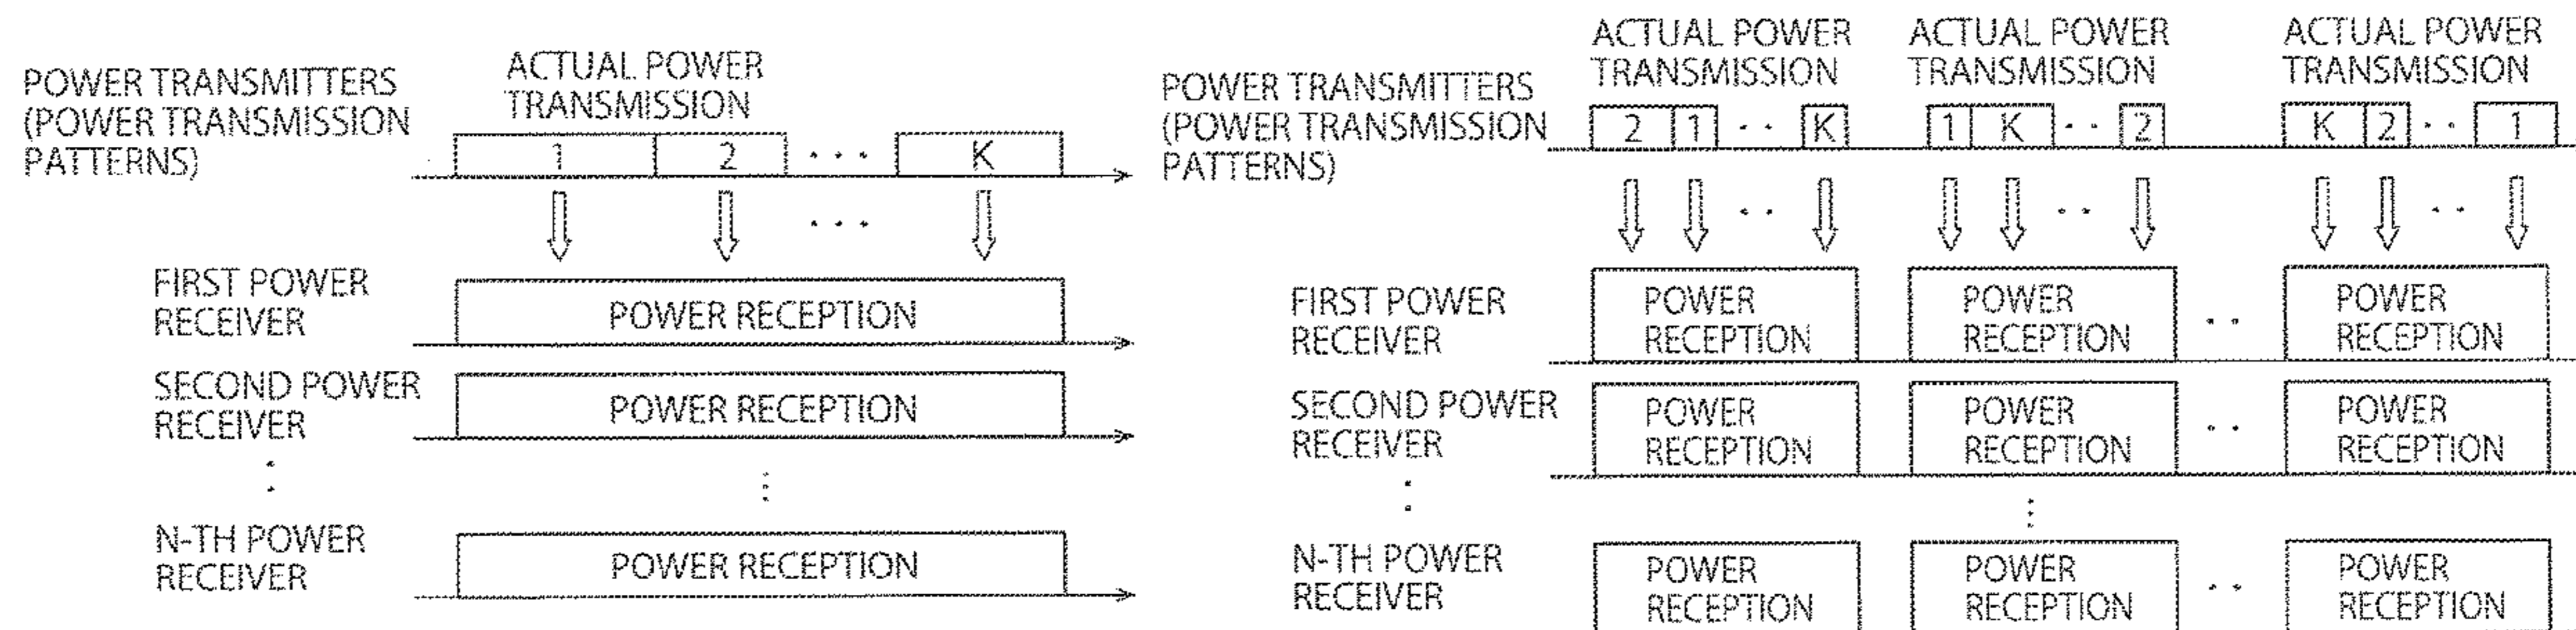 POWER TRANSMITTERS
(POWER TRANSMISSION
PATTERNS)
ACTUAL POWER
TRANSMISSION
1 2 ... K
...
FIRST POWER
RECEIVER
POWER RECEPTION
SECOND POWER
RECEIVER
POWER RECEPTION
N-TH POWER
RECEIVER
POWER RECEPTION
POWER TRANSMITTERS
(POWER TRANSMISSION
PATTERNS)
ACTUAL POWER
TRANSMISSION
ACTUAL POWER
TRANSMISSION
ACTUAL POWER
TRANSMISSION
2 1 .. K
1 K .. 2
K 2 .. 1
FIRST POWER
RECEIVER
POWER
RECEPTION
POWER
RECEPTION
POWER
RECEPTION
SECOND POWER
RECEIVER
POWER
RECEPTION
POWER
RECEPTION
POWER
RECEPTION
N-TH POWER
RECEIVER
POWER
RECEPTION
POWER
RECEPTION
POWER
RECEPTION